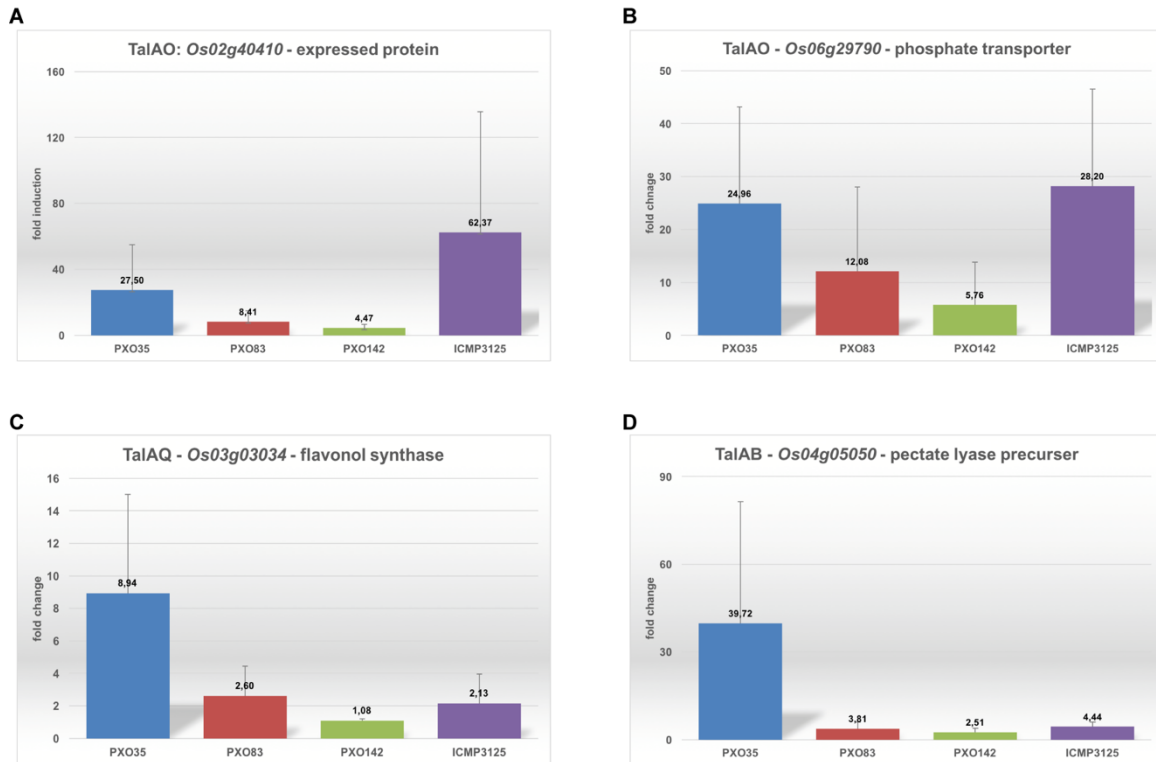 A
TalAO: Os02g40410 - expressed protein
fold induction
160
120
80
40
0
27,50
8,41
4,47
62,37
PXO35 PXO83 PXO142 ICMP3125
B
TalAO - Os06g29790 - phosphate transporter
fold chnage
50
40
30
20
10
0
24,96
12,08
5,76
28,20
PXO35 PXO83 PXO142 ICMP3125
C
TalAQ - Os03g03034 - flavonol synthase
fold change
16
14
12
10
8
6
4
2
0
8,94
2,60
1,08
2,13
PXO35 PXO83 PXO142 ICMP3125
D
TalAB - Os04g05050 - pectate lyase precurser
fold change
90
60
30
0
39,72
3,81
2,51
4,44
PXO35 PXO83 PXO142 ICMP3125